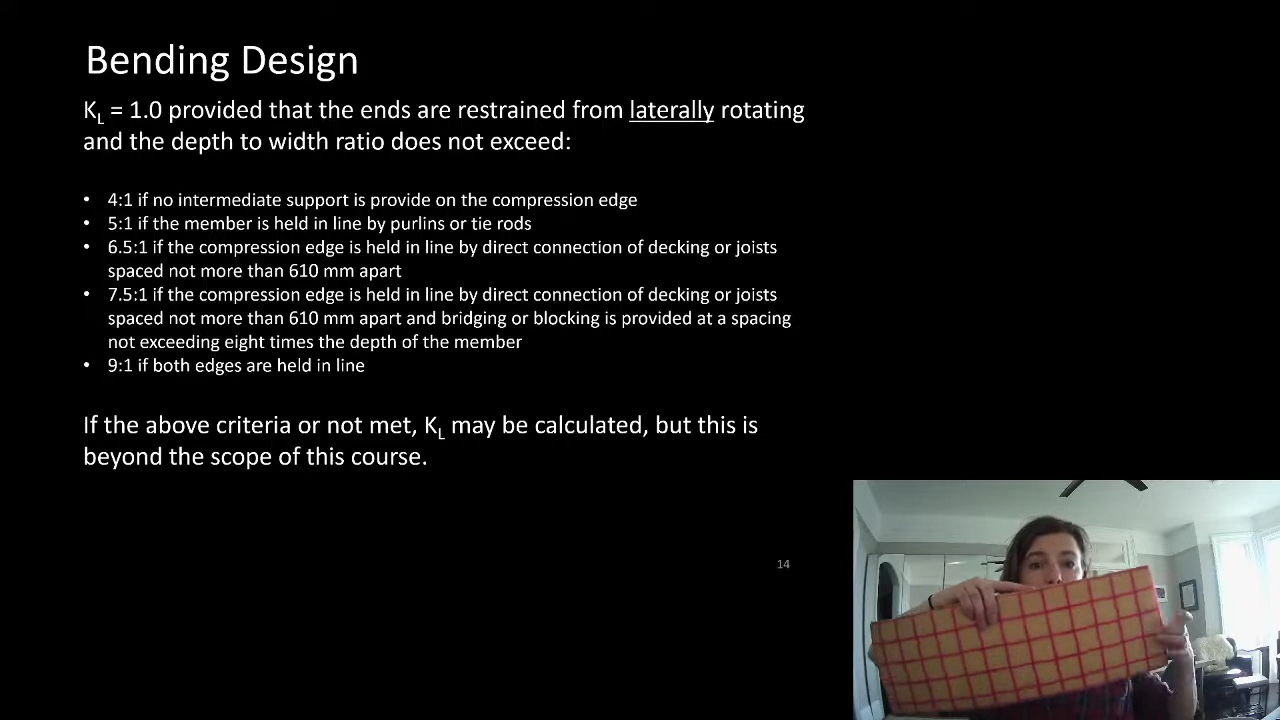 Bending Design
K_L = 1.0 provided that the ends are restrained from laterally rotating
and the depth to width ratio does not exceed:
• 4:1 if no intermediate support is provide on the compression edge
• 5:1 if the member is held in line by purlins or tie rods
• 6.5:1 if the compression edge is held in line by direct connection of decking or joists
spaced not more than 610 mm apart
• 7.5:1 if the compression edge is held in line by direct connection of decking or joists
spaced not more than 610 mm apart and bridging or blocking is provided at a spacing
not exceeding eight times the depth of the member
• 9:1 if both edges are held in line
If the above criteria or not met, K_L may be calculated, but this is
beyond the scope of this course.
14